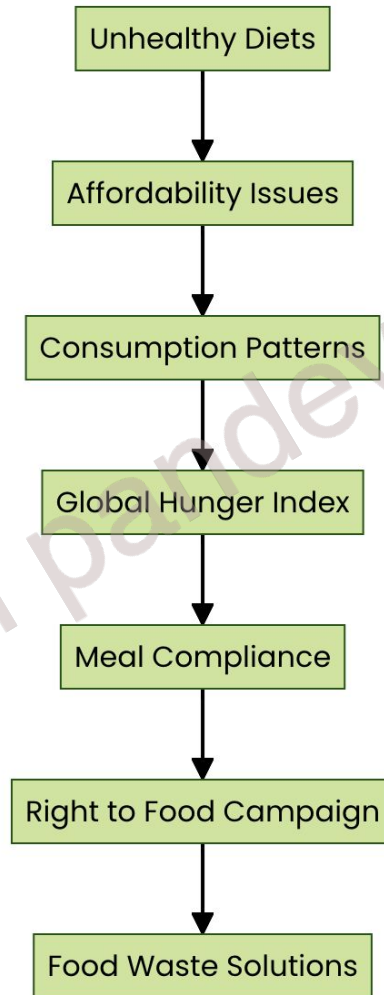 Unhealthy Diets
Affordability Issues
Consumption Patterns
Global Hunger Index
Meal Compliance
Right to Food Campaign
Food Waste Solutions